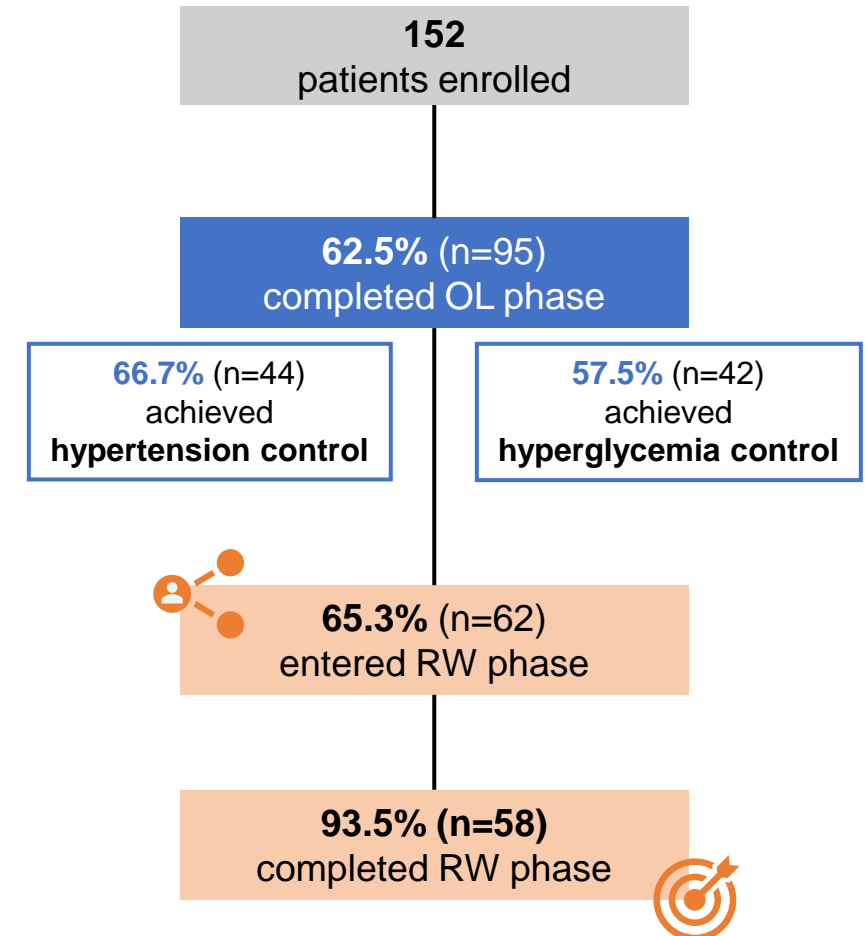 152
patients enrolled
62.5% (n=95)
completed OL phase
66.7% (n=44)
achieved
hypertension control
57.5% (n=42)
achieved
hyperglycemia control
65.3% (n=62)
entered RW phase
93.5% (n=58)
completed RW phase